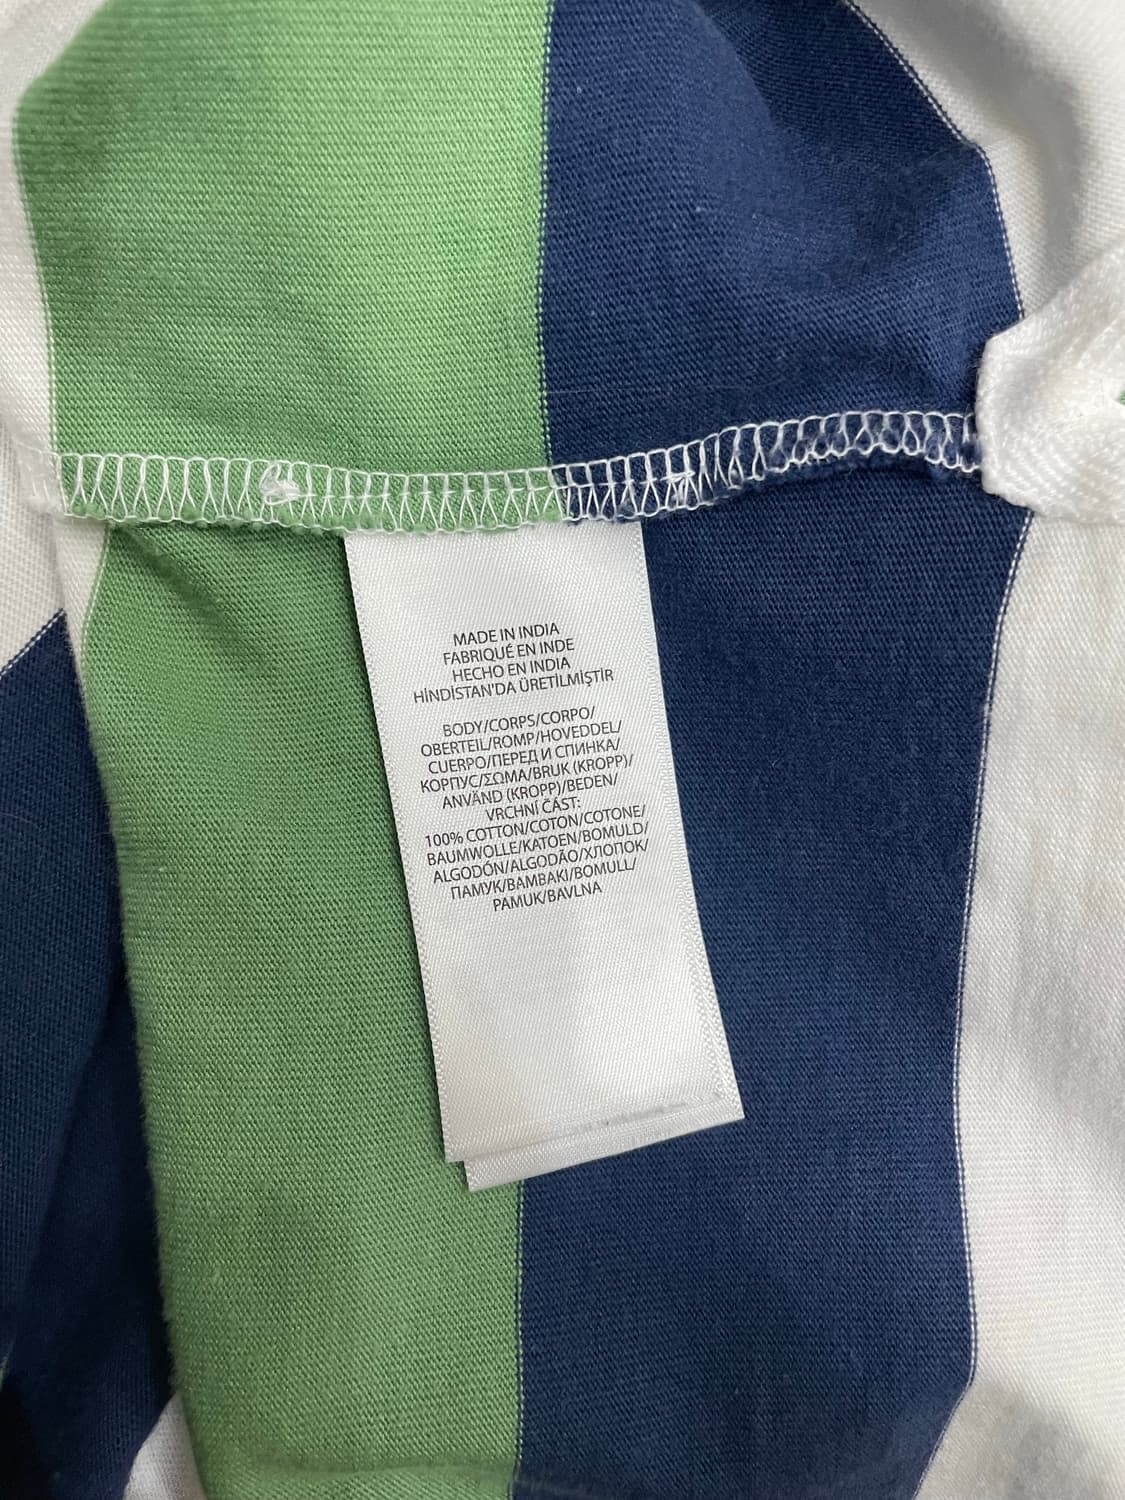 MADE IN INDIA
FABRIQUÉ EN INDE
HECHO EN INDIA
HİNDİSTAN'DA ÜRETİLMİŞTİR
BODY/CORPS/CORPO/
OBERTEIL/ROMP/HOVEDDEL/
CUERPO/ПЕРЕД И СПИНКА/
КОРПУС/ΣΩΜΑ/BRUK (KROPP)/
ANVÄND (KROPP)/BEDEN/
VRCHNÍ ČÁST:
100% COTTON/COTON/COTONE/
BAUMWOLLE/KATOEN/BOMULD/
ALGODÓN/ALGODÃO/ХЛОПОК/
ПАМУК/ΒΑΜΒΑΚΙ/BOMULL/
PAMUK/BAVLNA